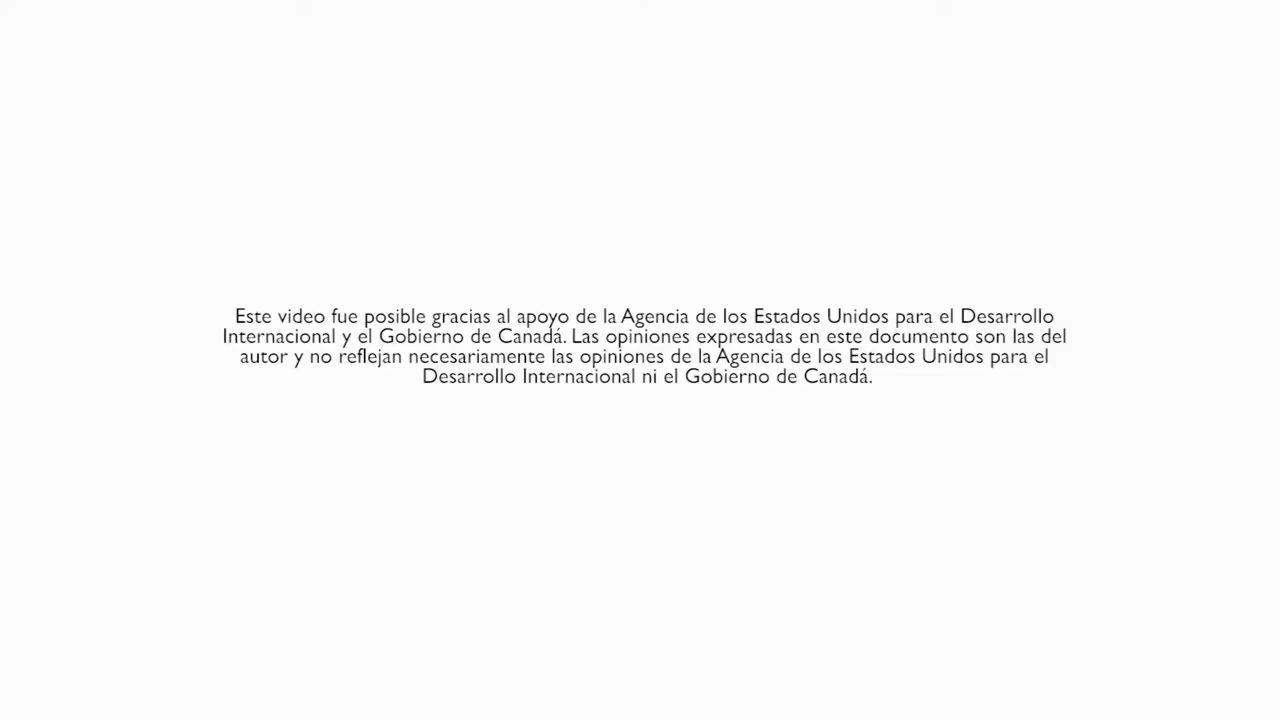 Este video fue posible gracias al apoyo de la Agencia de los Estados Unidos para el Desarrollo
Internacional y el Gobierno de Canadá. Las opiniones expresadas en este documento son las del
autor y no reflejan necesariamente las opiniones de la Agencia de los Estados Unidos para el
Desarrollo Internacional ni el Gobierno de Canadá.